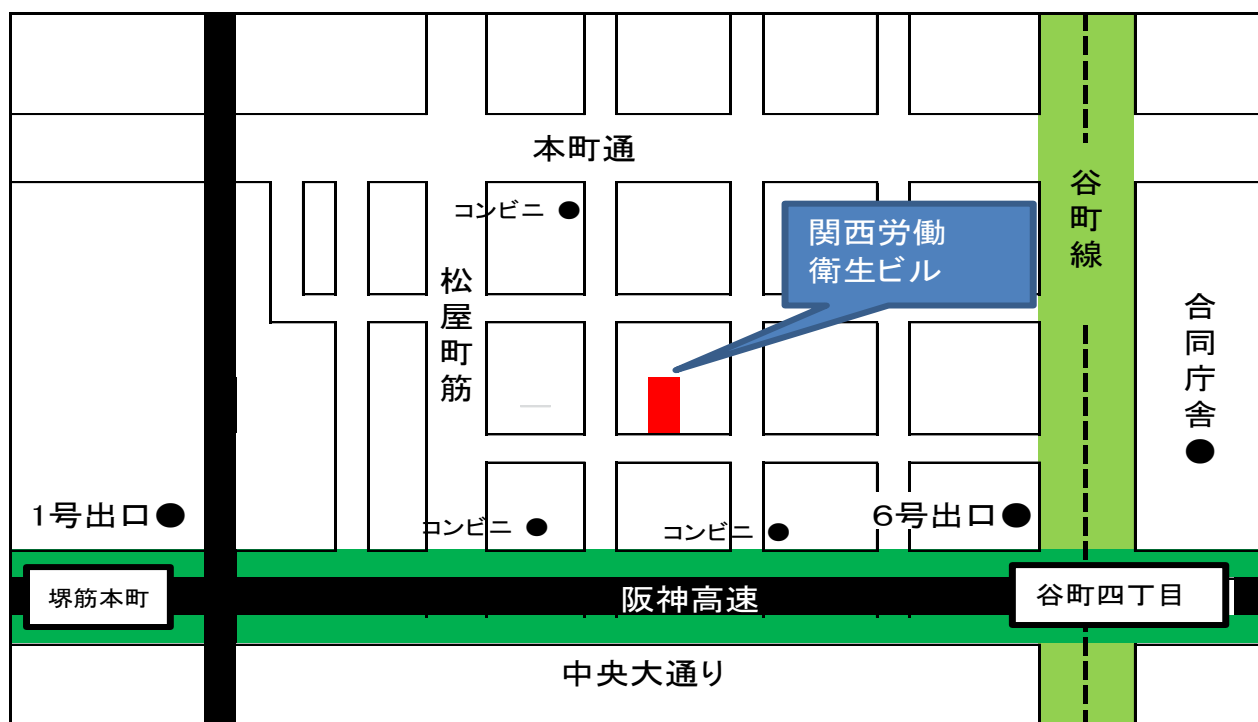 本町通
コンビニ
谷町線
関西労働
衛生ビル
松屋町筋
合同庁舎
1号出口
コンビニ
コンビニ
6号出口
堺筋本町
阪神高速
谷町四丁目
中央大通り